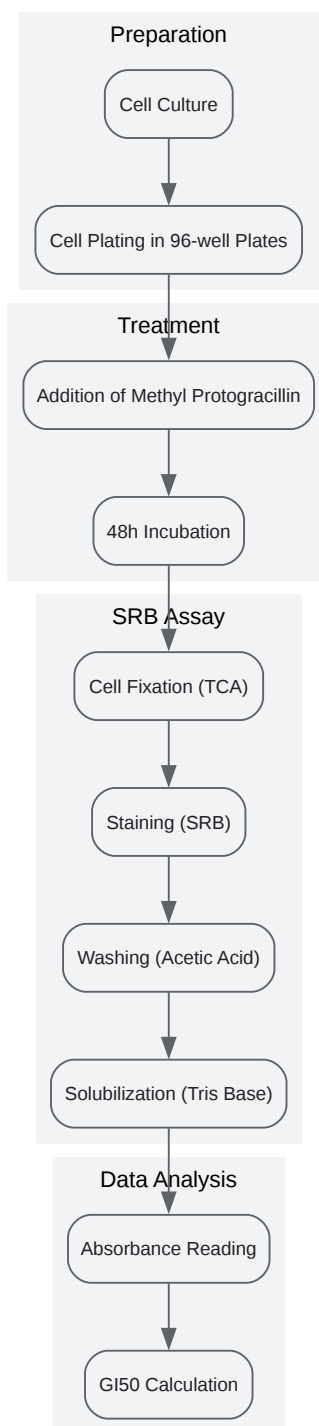 Preparation
Cell Culture
Cell Plating in 96-well Plates
Treatment
Addition of Methyl Protogracillin
48h Incubation
SRB Assay
Cell Fixation (TCA)
Staining (SRB)
Washing (Acetic Acid)
Solubilization (Tris Base)
Data Analysis
Absorbance Reading
GI50 Calculation